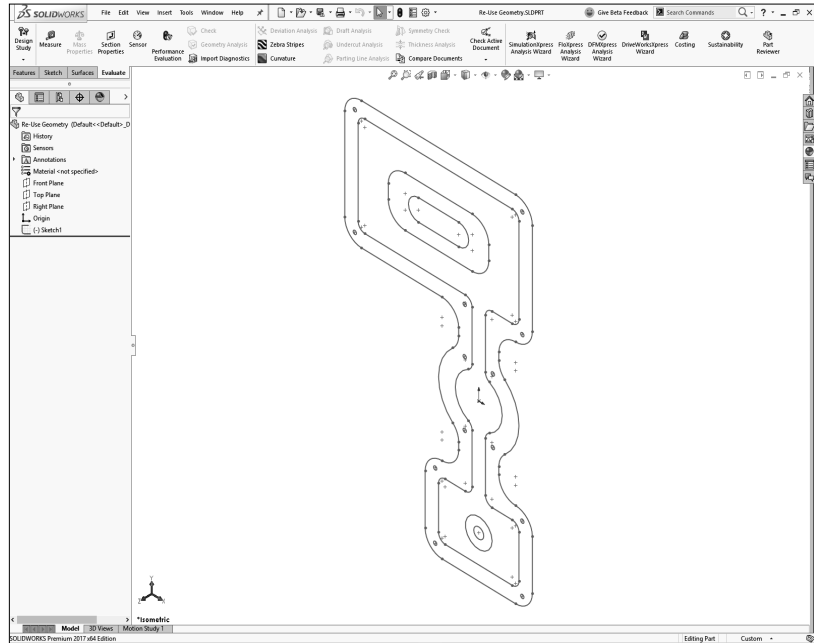 SOLIDWORKS File Edit View Insert Tools Window Help Re-Use Geometry.SLDPRT Give Beta Feedback Search Commands ?
Design Study
Measure
Mass Properties
Section Properties
Sensor
Performance Evaluation
Check
Geometry Analysis
Import Diagnostics
Deviation Analysis
Zebra Stripes
Curvature
Draft Analysis
Undercut Analysis
Parting Line Analysis
Symmetry Check
Thickness Analysis
Compare Documents
Check Active Document
SimulationXpress Analysis Wizard
FloXpress Analysis Wizard
DFMXpress Analysis Wizard
DriveWorksXpress Wizard
Costing
Sustainability
Part Reviewer
Features Sketch Surfaces Evaluate
Re-Use Geometry (Default<<Default>_D
History
Sensors
Annotations
Material <not specified>
Front Plane
Top Plane
Right Plane
Origin
(-) Sketch1
Y
Z X
*Isometric
Model 3D Views Motion Study 1
SOLIDWORKS Premium 2017 x64 Edition Editing Part Custom